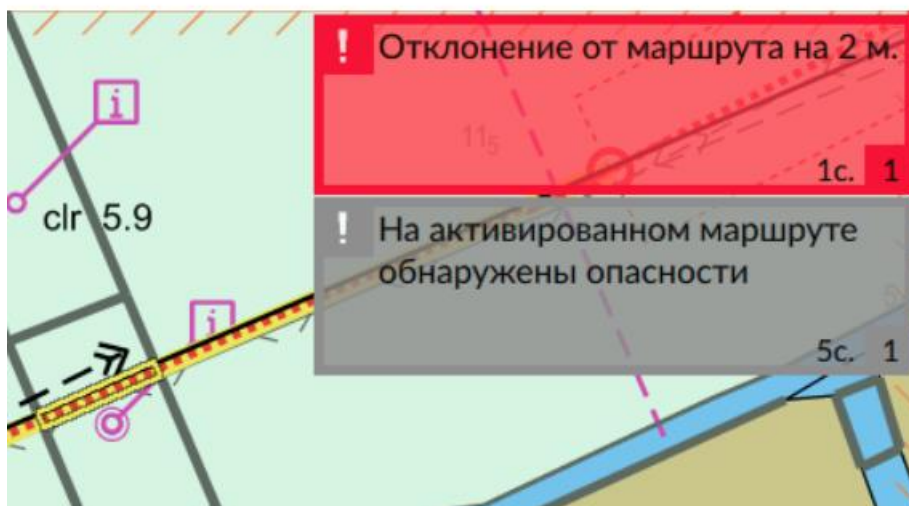 ! Отклонение от маршрута на 2 м.
1с. 1
! На активированном маршруте
обнаружены опасности
5с. 1
i
clr 5.9
i
11₅